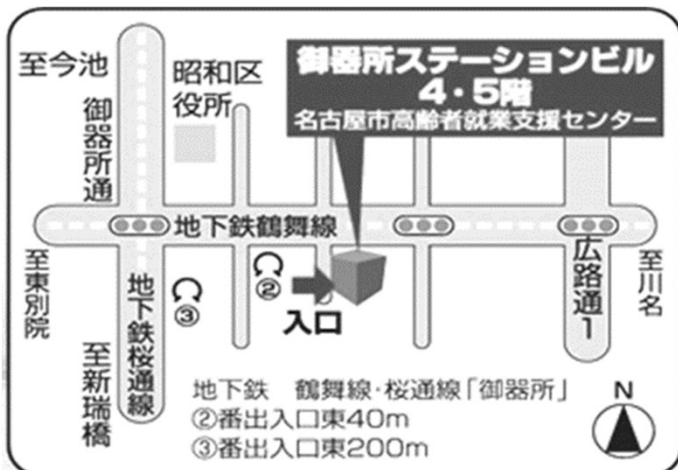 至今池
昭和区
役所
御器所通
御器所ステーションビル
4・5階
名古屋市高齢者就業支援センター
地下鉄鶴舞線
至東別院
地下鉄桜通線
至新瑞橋
③
②
入口
広路通1
至川名
地下鉄 鶴舞線・桜通線「御器所」
②番出入口東40m
③番出入口東200m
N